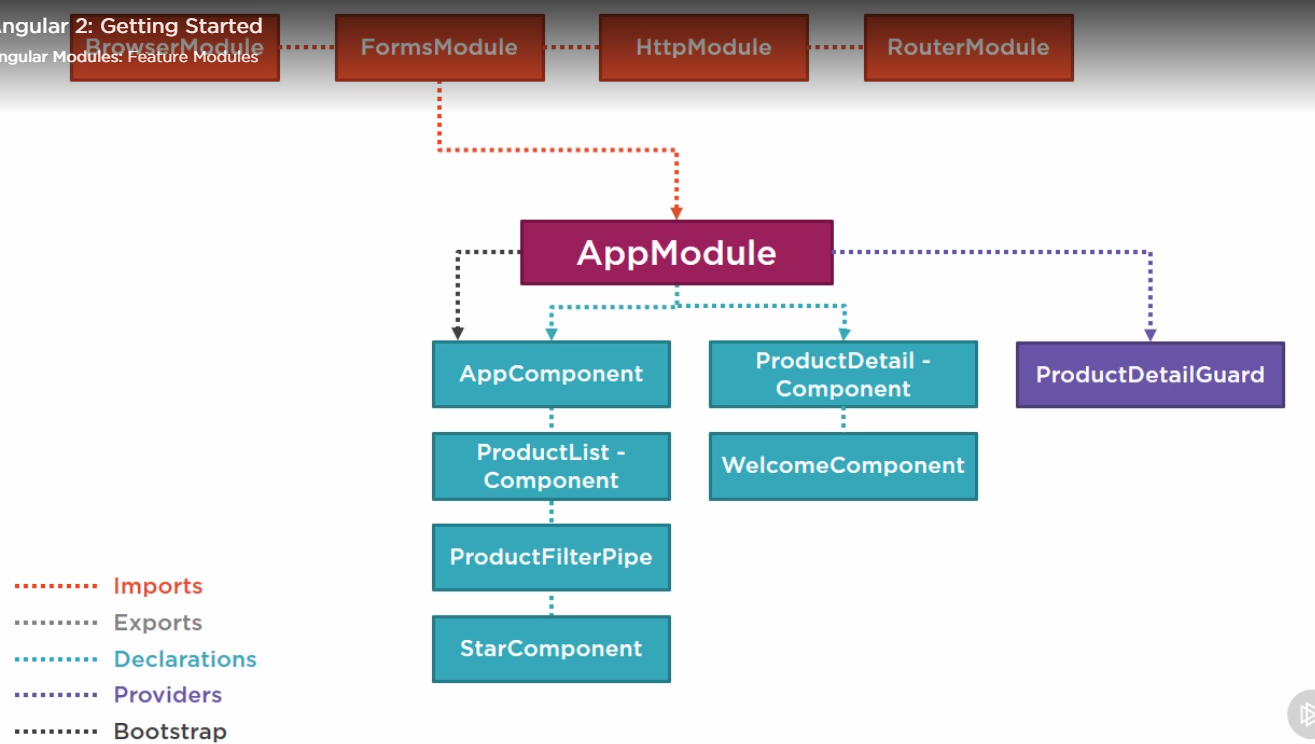 ngular 2: Getting Started
ngular Modules: Feature Modules
BrowserModule
FormsModule
HttpModule
RouterModule
AppModule
AppComponent
ProductDetail -
Component
ProductDetailGuard
ProductList -
Component
WelcomeComponent
ProductFilterPipe
StarComponent
Imports
Exports
Declarations
Providers
Bootstrap